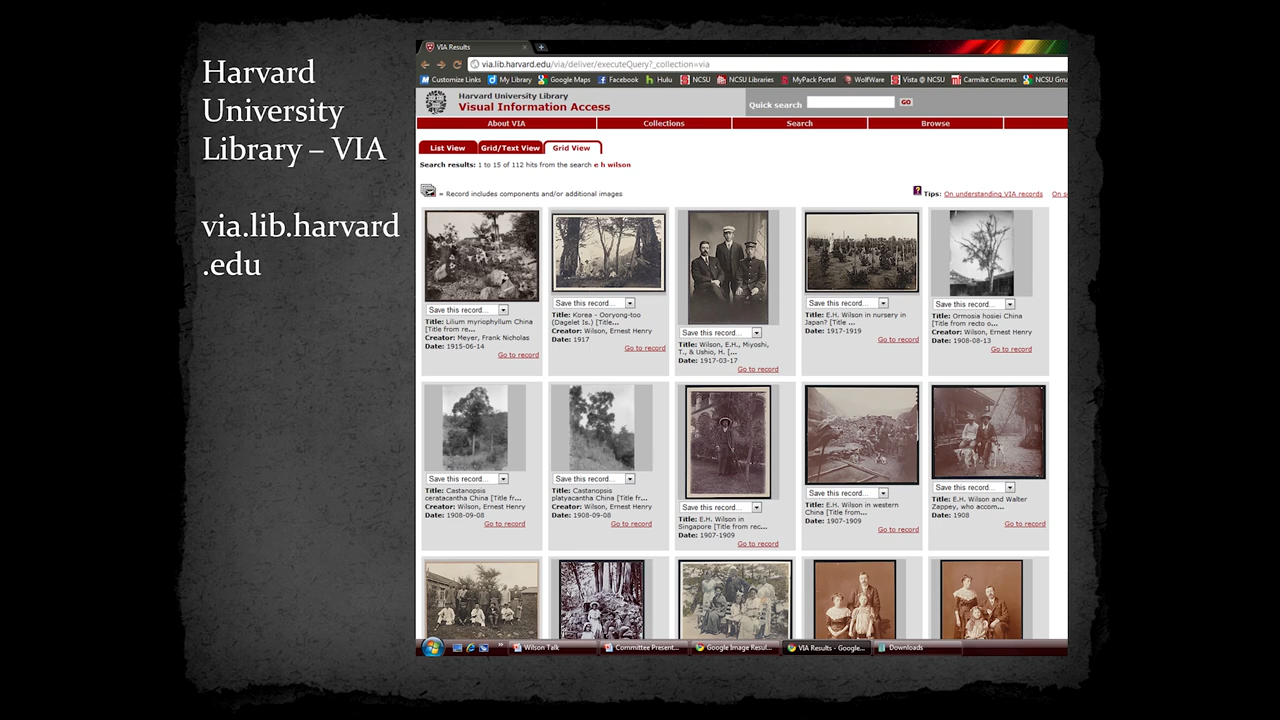 Harvard
University
Library – VIA
via.lib.harvard
.edu
VIA Results
via.lib.harvard.edu/via/deliver/executeQuery?_collection=via
Customize Links My Library Google Maps Facebook Hulu NCSU NCSU Libraries MyPack Portal WolfWare Vista @ NCSU Carmike Cinemas NCSU Gma
Harvard University Library
Visual Information Access
Quick search GO
About VIA Collections Search Browse
List View Grid/Text View Grid View
Search results: 1 to 15 of 112 hits from the search e h wilson
= Record includes components and/or additional images
Tips: On understanding VIA records On s
Save this record...
Title: Lilium myriophyllum China
[Title from re...
Creator: Meyer, Frank Nicholas
Date: 1915-06-14
Go to record
Save this record...
Title: Korea - Ooryong-too
(Dagelet Is.) [Title...
Creator: Wilson, Ernest Henry
Date: 1917
Go to record
Save this record...
Title: Wilson, E.H., Miyoshi,
T., & Ushio, H. [...
Date: 1917-03-17
Go to record
Save this record...
Title: E.H. Wilson in nursery in
Japan? [Title ...
Date: 1917-1919
Go to record
Save this record...
Title: Ormosia hosiei China
[Title from recto o...
Creator: Wilson, Ernest Henry
Date: 1908-08-13
Go to record
Save this record...
Title: Castanopsis
ceratacantha China [Title fr...
Creator: Wilson, Ernest Henry
Date: 1908-09-08
Go to record
Save this record...
Title: Castanopsis
platyacantha China [Title f...
Creator: Wilson, Ernest Henry
Date: 1908-09-08
Go to record
Save this record...
Title: E.H. Wilson in
Singapore [Title from rec...
Date: 1907-1909
Go to record
Save this record...
Title: E.H. Wilson in western
China [Title from...
Date: 1907-1909
Go to record
Save this record...
Title: E.H. Wilson and Walter
Zappey, who accom...
Date: 1908
Go to record
Wilson Talk Committee Present... Google Image Resul... VIA Results - Google... Downloads